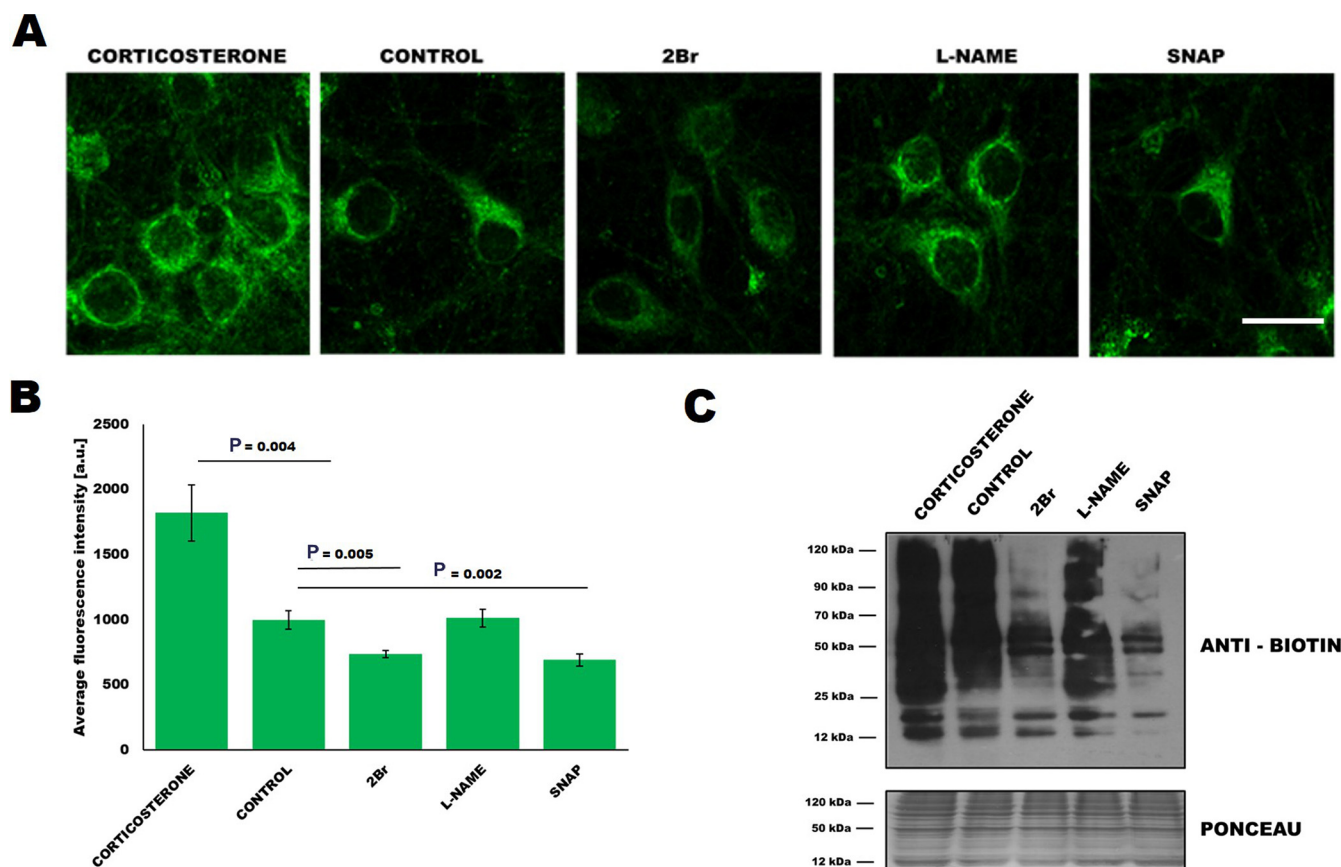 A
CORTICOSTERONE CONTROL 2Br L-NAME SNAP
B
Average fluorescence intensity [a.u.]
2500
2000
1500
1000
500
0
P = 0.004
P = 0.005
P = 0.002
CORTICOSTERONE
CONTROL
2Br
L-NAME
SNAP
C
CORTICOSTERONE
CONTROL
2Br
L-NAME
SNAP
120 kDa
90 kDa
70 kDa
50 kDa
25 kDa
12 kDa
ANTI - BIOTIN
120 kDa
50 kDa
12 kDa
PONCEAU